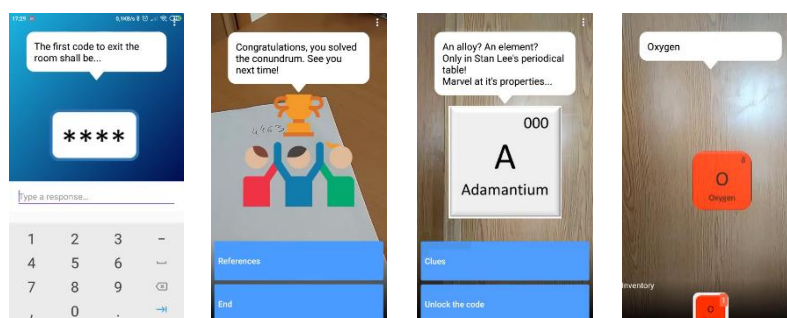 17:29
The first code to exit the
room shall be...
****
Type a response...
1 2 3 -
4 5 6
7 8 9
, 0 .
Congratulations, you solved
the conundrum. See you
next time!
References
End
An alloy? An element?
Only in Stan Lee's periodical
table!
Marvel at it's properties...
000
A
Adamantium
Clues
Unlock the code
Oxygen
8
O
Oxygen
Inventory
1
O